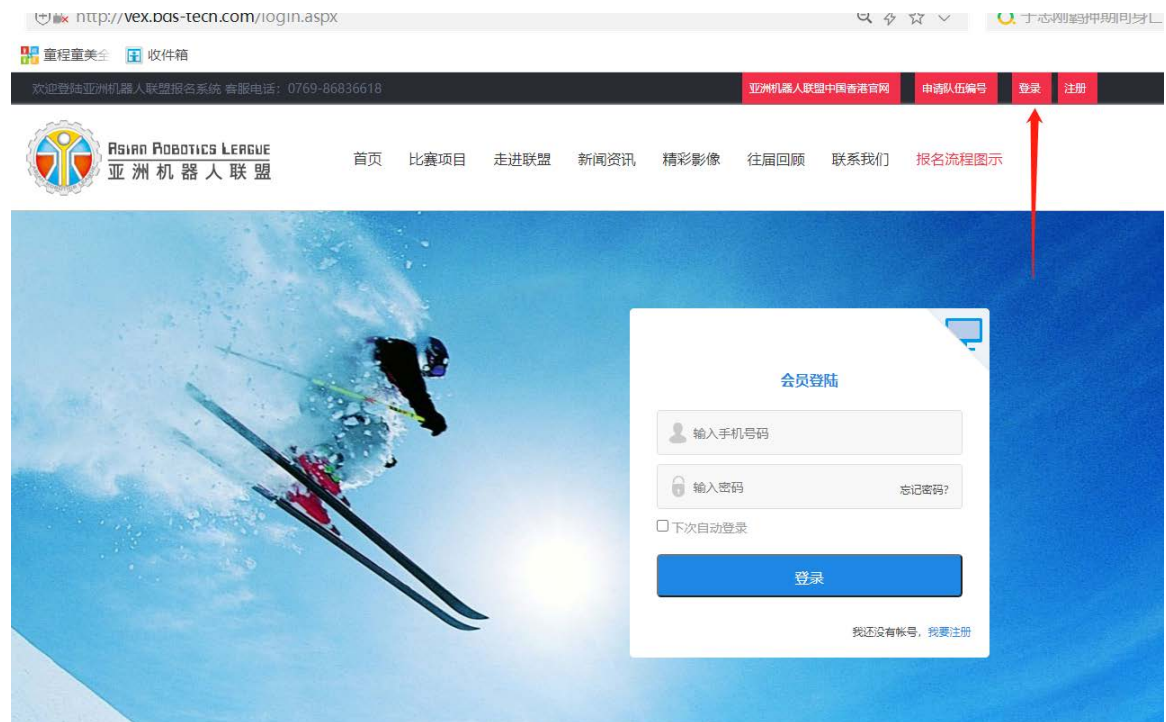 http://vex.bds-tech.com/login.aspx
童程童美全
收件箱
欢迎登陆亚洲机器人联盟报名系统 客服电话：0769-86836618
亚洲机器人联盟中国香港官网
申请队伍编号
登录
注册
ASIAN ROBOTICS LEAGUE
亚洲机器人联盟
首页 比赛项目 走进联盟 新闻资讯 精彩影像 往届回顾 联系我们 报名流程图示
会员登陆
输入手机号码
输入密码 忘记密码?
下次自动登录
登录
我还没有帐号，我要注册